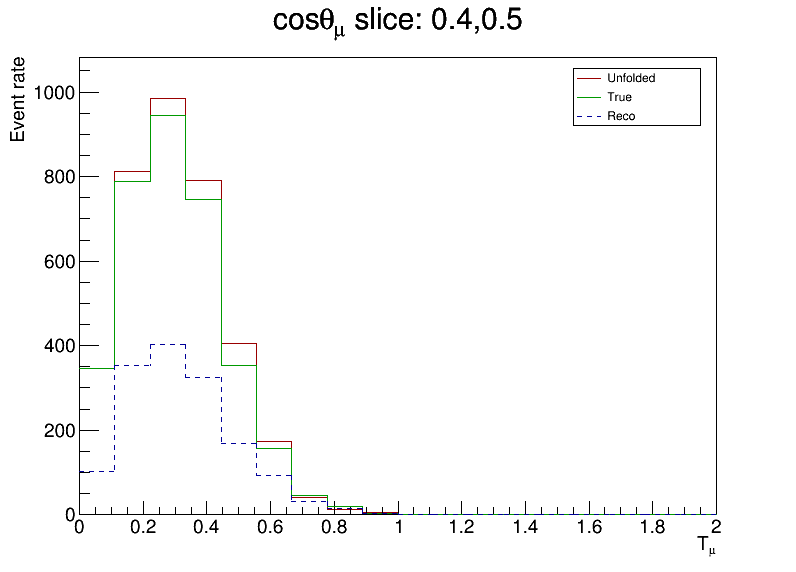 cosθμ slice: 0.4,0.5
Event rate
Unfolded
True
Reco
1000
800
600
400
200
0
0 0.2 0.4 0.6 0.8 1 1.2 1.4 1.6 1.8 2
Tμ